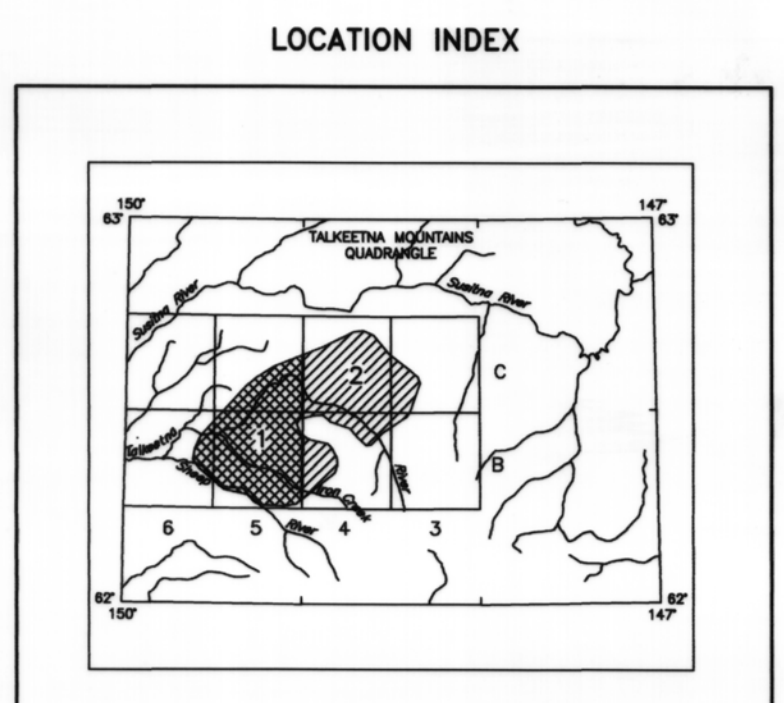 LOCATION INDEX
150°
147°
63°
63°
TALKEETNA MOUNTAINS
QUADRANGLE
Susitna River
Susitna River
2
C
1
Talkeetna
B
Sheep
River
Iron Creek
6
5
River
4
3
62°
62°
150°
147°